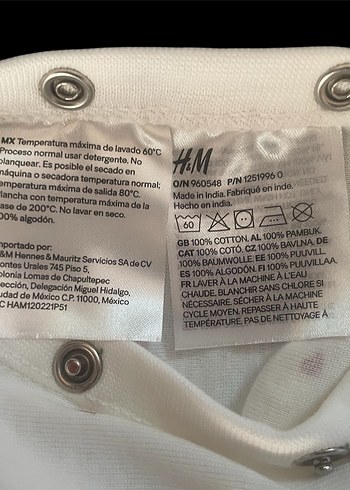 MX Temperatura máxima de lavado 60°C
Proceso normal usar detergente. No
blanquear. Es posible el secado en
máquina o secadora temperatura normal;
temperatura máxima de salida 80°C.
Plancha con temperatura máxima de la
base de 200°C. No lavar en seco.
100% algodón.
Importado por:
H&M Hennes & Mauritz Servicios SA de CV
Montes Urales 745 Piso 5,
Colonia Lomas de Chapultepec
Sección, Delegación Miguel Hidalgo,
Ciudad de México C.P 11000, México
HAM120221P51
H&M
O/N 960548 P/N 1251996 0
Made in India. Fabriqué en inde.
Hecho en india.
60
GB 100% COTTON. AL 100% PAMBUK.
CAT 100% COTÓ. CZ 100% BAVLNA. DE
100% BAUMWOLLE. EE 100% PUUVILL.
ES 100% ALGODÓN. FI 100% PUUVILLAA.
FR LAVER À LA MACHINE À L'EAU
CHAUDE. BLANCHIR SANS CHLORE SI
NÉCESSAIRE. SÉCHER À LA MACHINE
CYCLE MOYEN. REPASSER À HAUTE
TEMPÉRATURE. PAS DE NETTOYAGE À